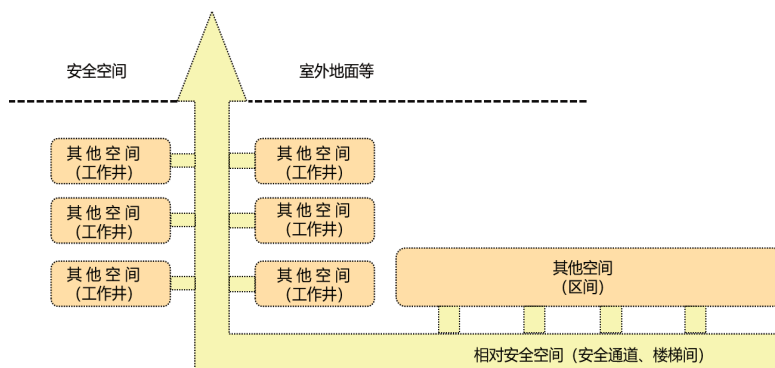 安全空间
室外地面等
其他空间
（工作井）
其他空间
（工作井）
其他空间
（工作井）
其他空间
（工作井）
其他空间
（工作井）
其他空间
（工作井）
其他空间
（区间）
相对安全空间（安全通道、楼梯间）